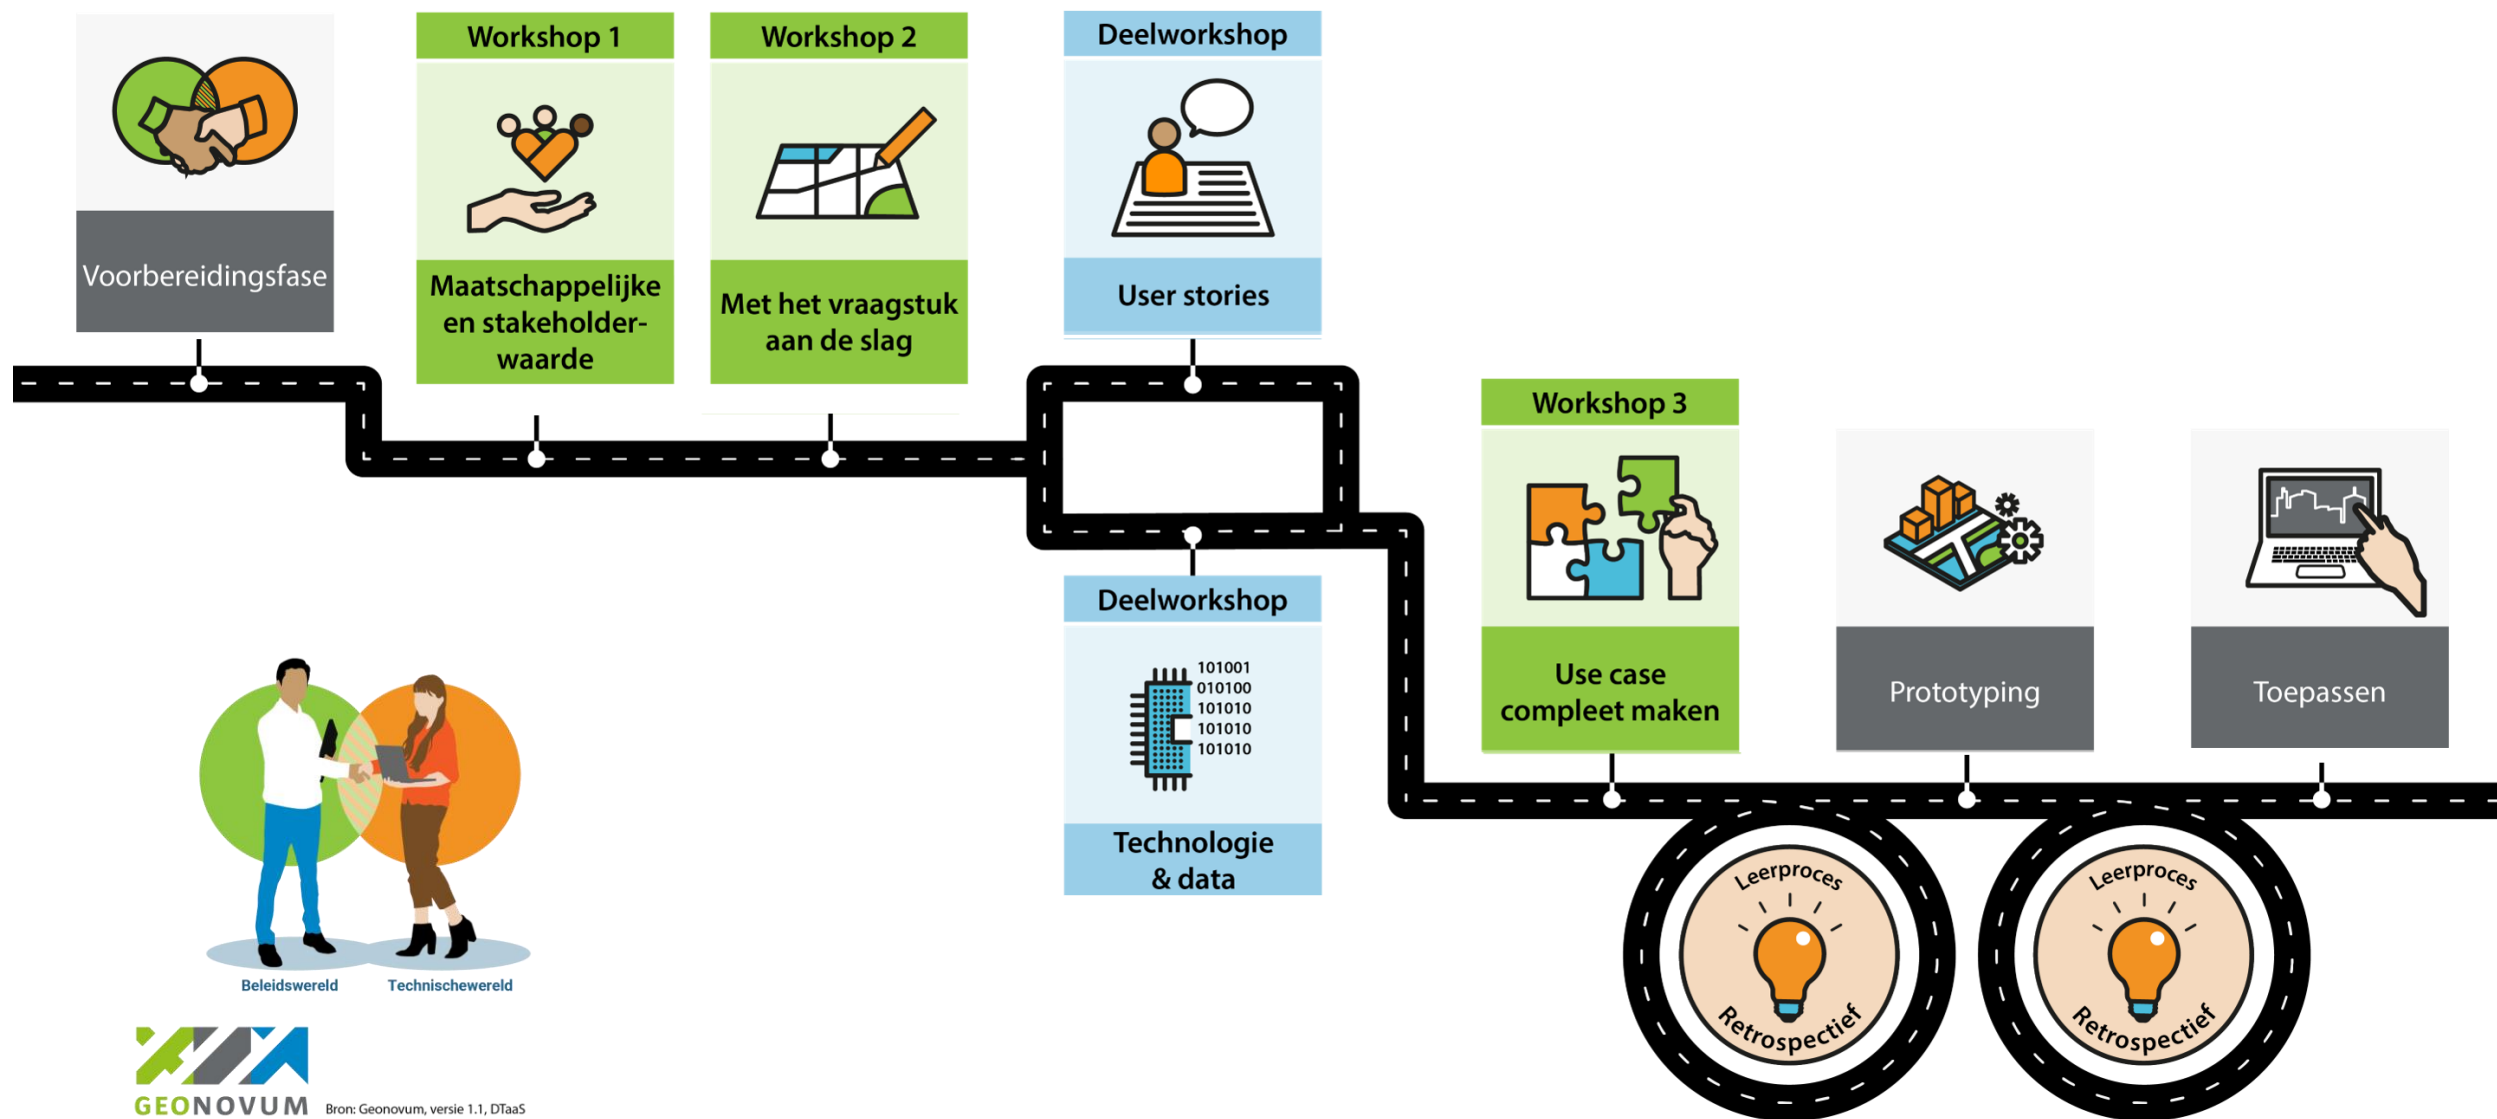 Voorbereidingsfase
Workshop 1
Maatschappelijke
en stakeholder-
waarde
Workshop 2
Met het vraagstuk
aan de slag
Deelworkshop
User stories
Deelworkshop
101001
010100
101010
101010
101010
Technologie
& data
Workshop 3
Use case
compleet maken
Prototyping
Toepassen
Leerproces
Retrospectief
Leerproces
Retrospectief
Beleidswereld
Technischewereld
GEONOVUM
Bron: Geonovum, versie 1.1, DTaaS